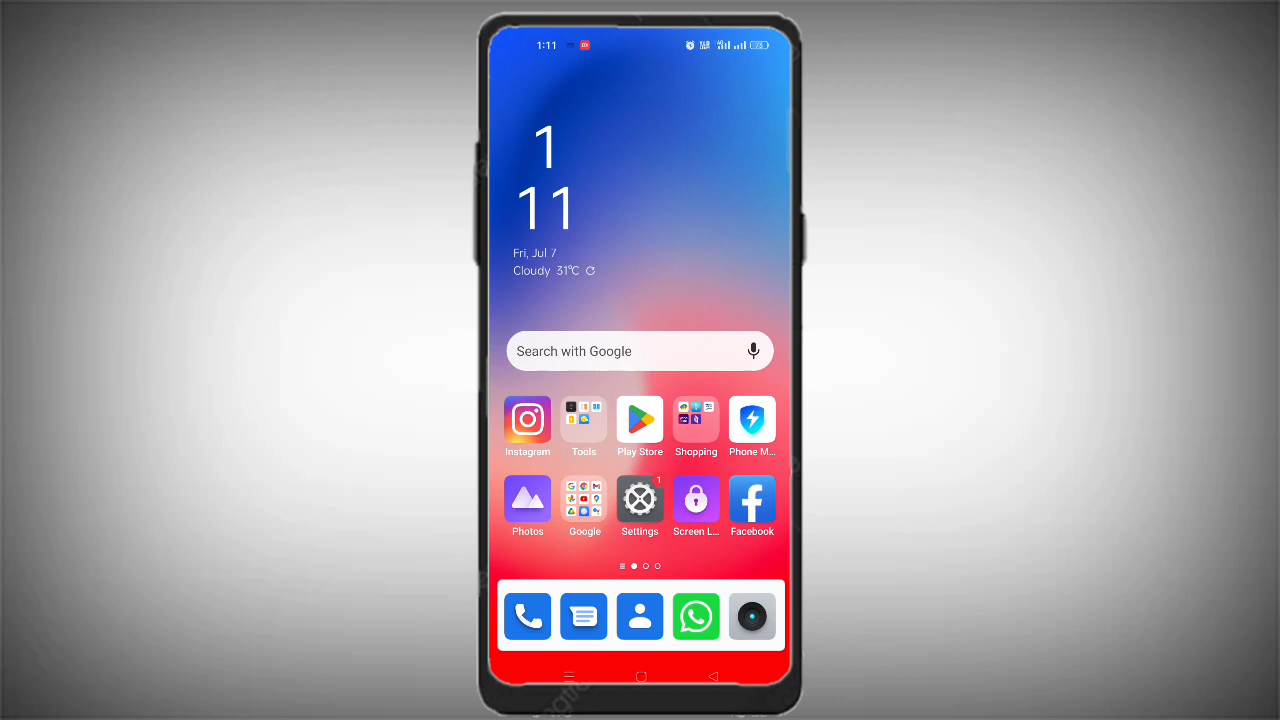 1:11
1
11
Fri, Jul 7
Cloudy 31°C
Search with Google
Instagram Tools Play Store Shopping Phone M...
1
Photos Google Settings Screen L... Facebook